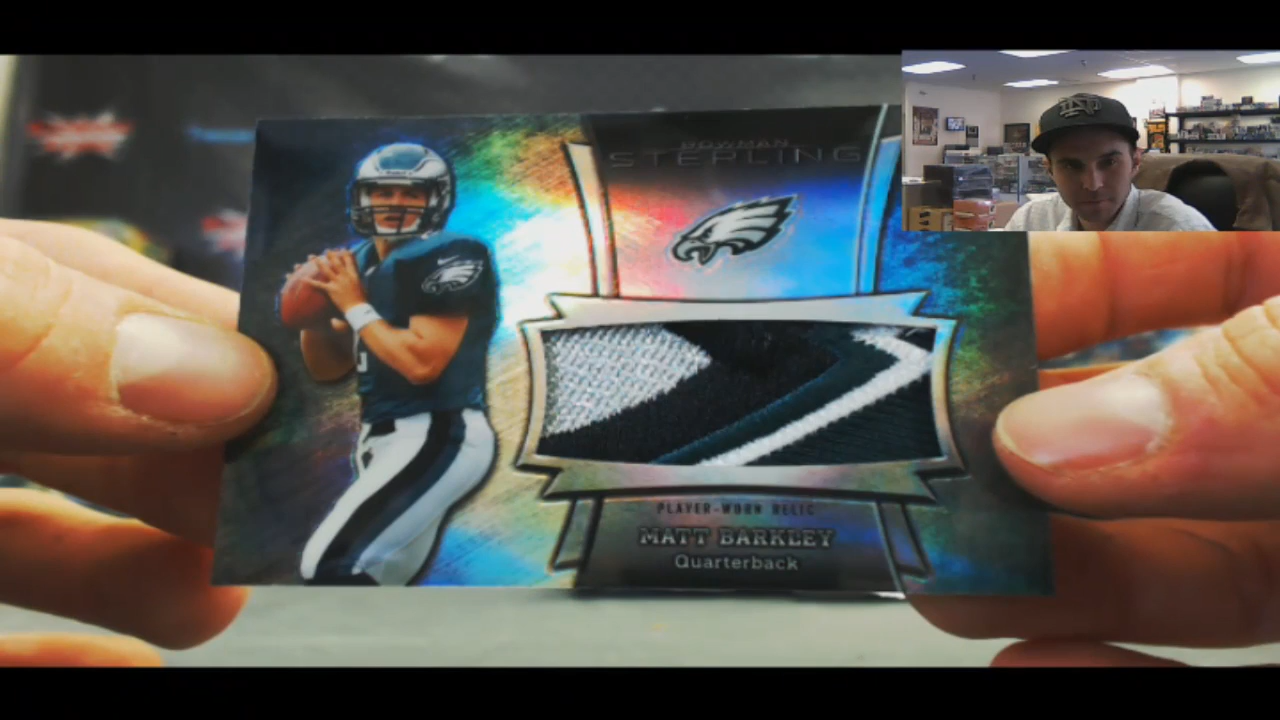 BOWMAN
STERLING
PLAYER-WORN RELIC
MATT BARKLEY
Quarterback